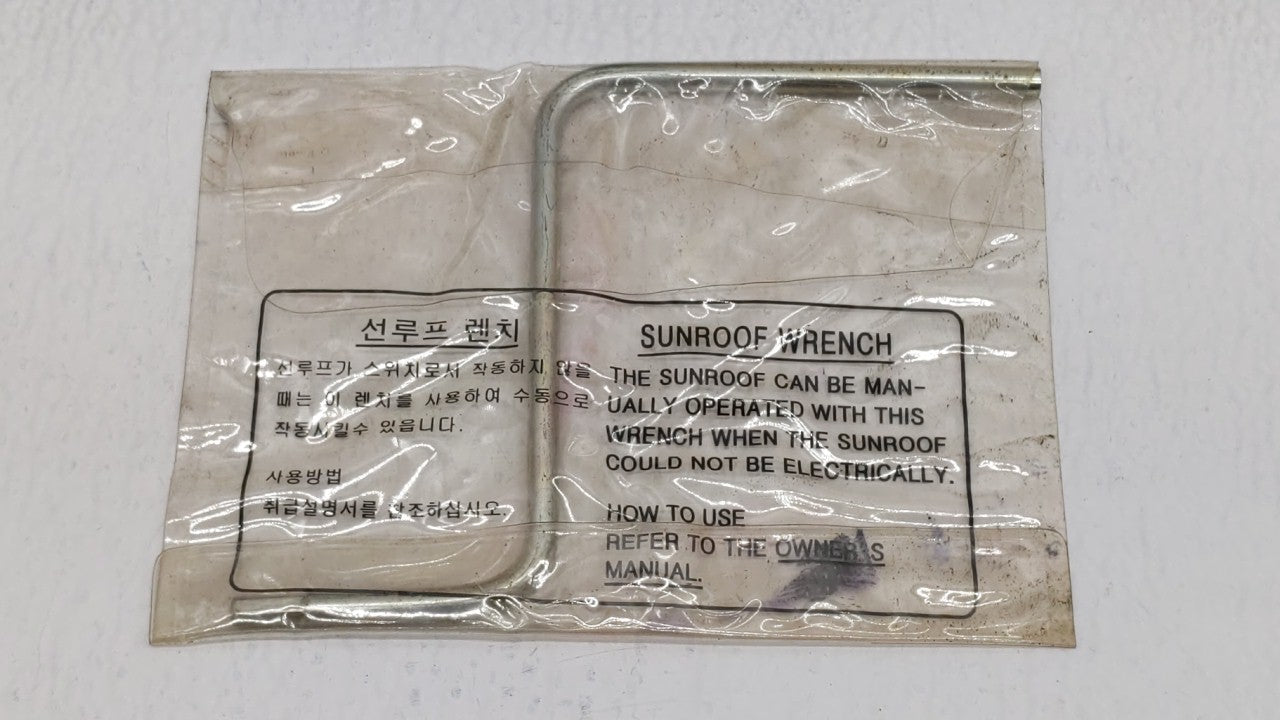 선루프 렌치
선루프가 스위치로서 작동하지 않을
때는 이 렌치를 사용하여 수동으로
작동시킬수 있읍니다.
사용방법
취급설명서를 참조하십시오.
SUNROOF WRENCH
THE SUNROOF CAN BE MAN-
UALLY OPERATED WITH THIS
WRENCH WHEN THE SUNROOF
COULD NOT BE ELECTRICALLY.
HOW TO USE
REFER TO THE OWNER'S
MANUAL.